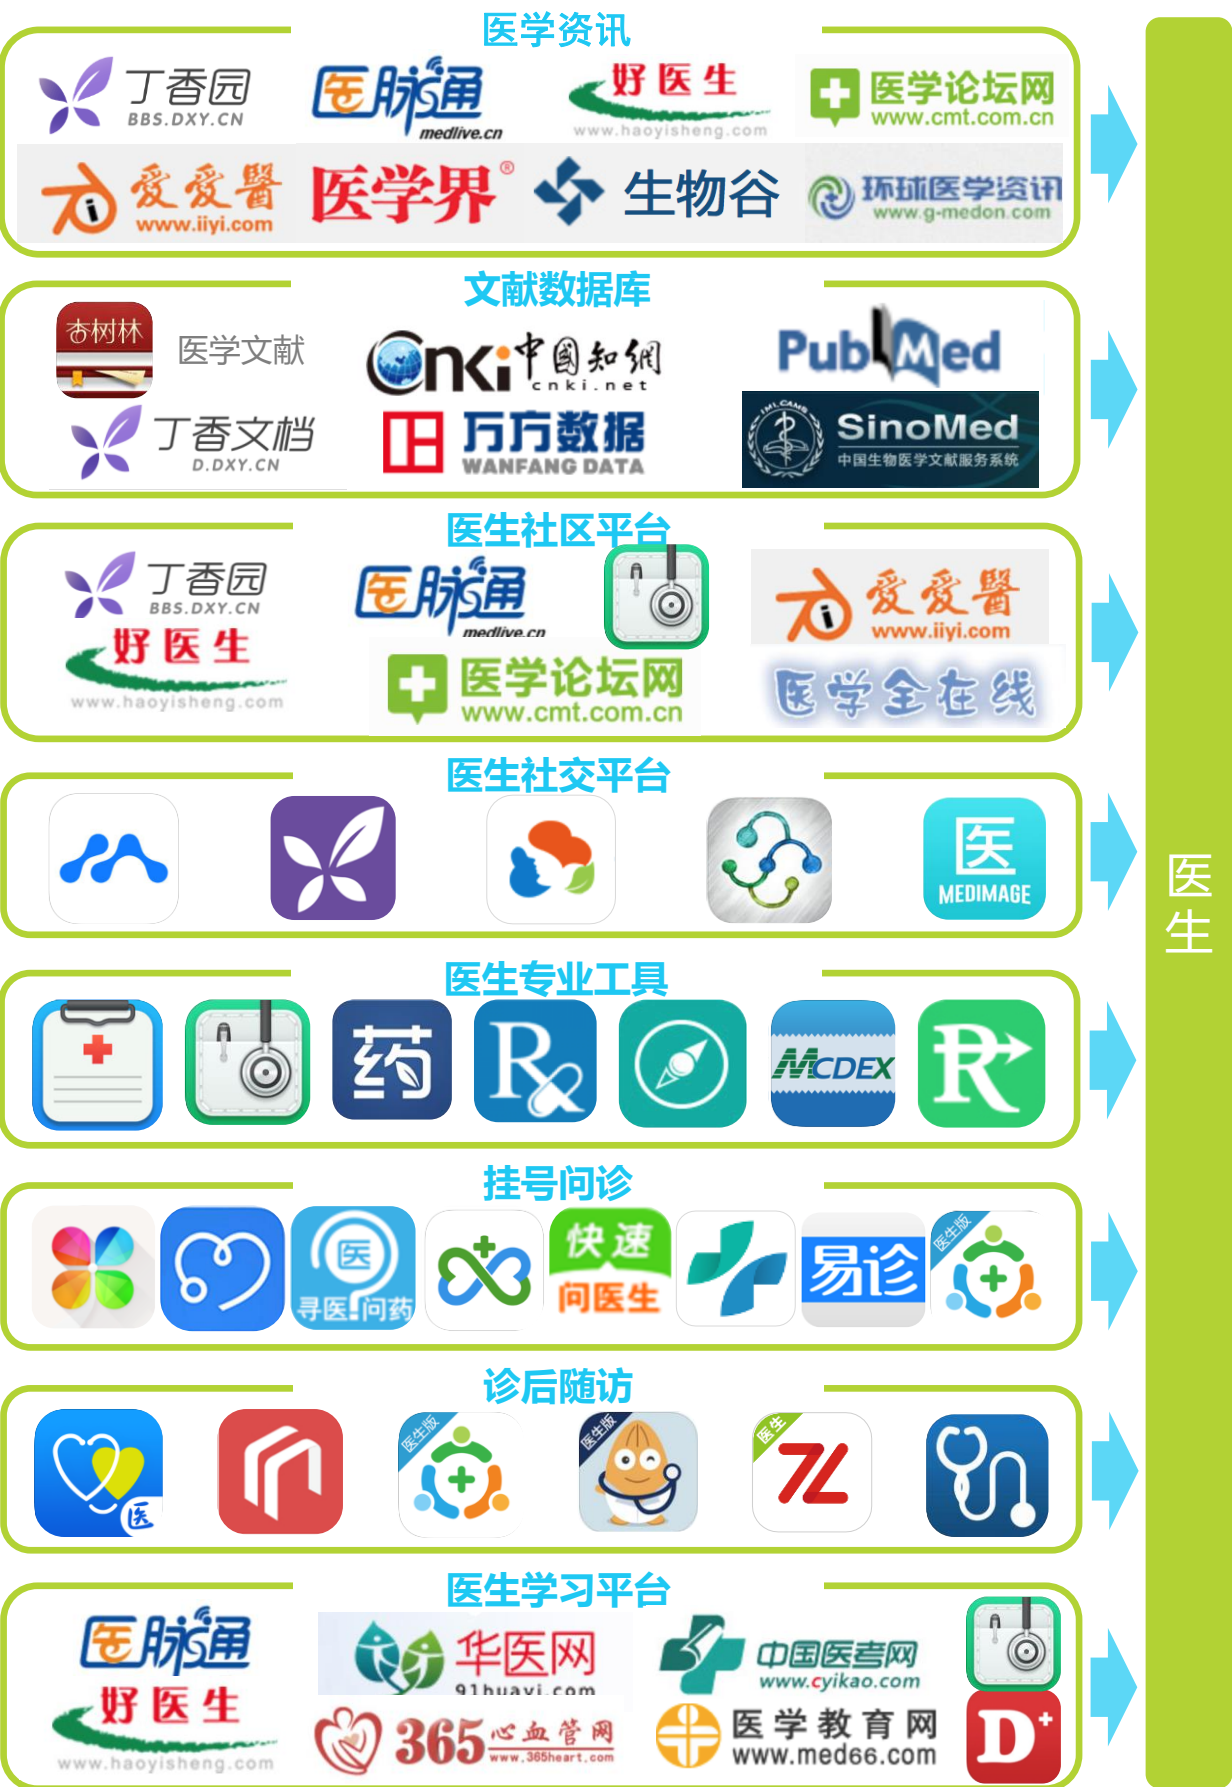 医学资讯
丁香园
BBS.DXY.CN
医脉通
medlive.cn
好医生
www.haoyisheng.com
医学论坛网
www.cmt.com.cn
爱爱醫
www.iiyi.com
医学界®
生物谷
环球医学资讯
www.g-medon.com
文献数据库
杏树林
医学文献
cnki中國知網
cnki.net
PubMed
丁香文档
D.DXY.CN
万方数据
WANFANG DATA
IMI.CAMS
SinoMed
中国生物医学文献服务系统
医生社区平台
丁香园
BBS.DXY.CN
医脉通
medlive.cn
爱爱醫
www.iiyi.com
好医生
www.haoyisheng.com
医学论坛网
www.cmt.com.cn
医学全在线
医生社交平台
医
MEDIMAGE
医生
医生专业工具
药
Rx
MCDEX
R
挂号问诊
医
寻医问药
快速
问医生
易诊
医生版
诊后随访
医
医生版
医生版
医生
医生学习平台
医脉通
华医网
91huayi.com
中国医考网
www.cyikao.com
好医生
www.haoyisheng.com
365心血管网
www.365heart.com
医学教育网
www.med66.com
D+